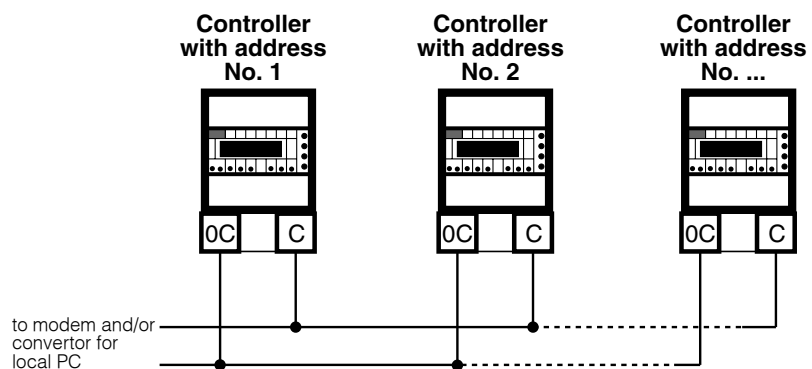 Controller
with address
No. 1
Controller
with address
No. 2
Controller
with address
No. ...
0C
C
0C
C
0C
C
to modem and/or
convertor for
local PC